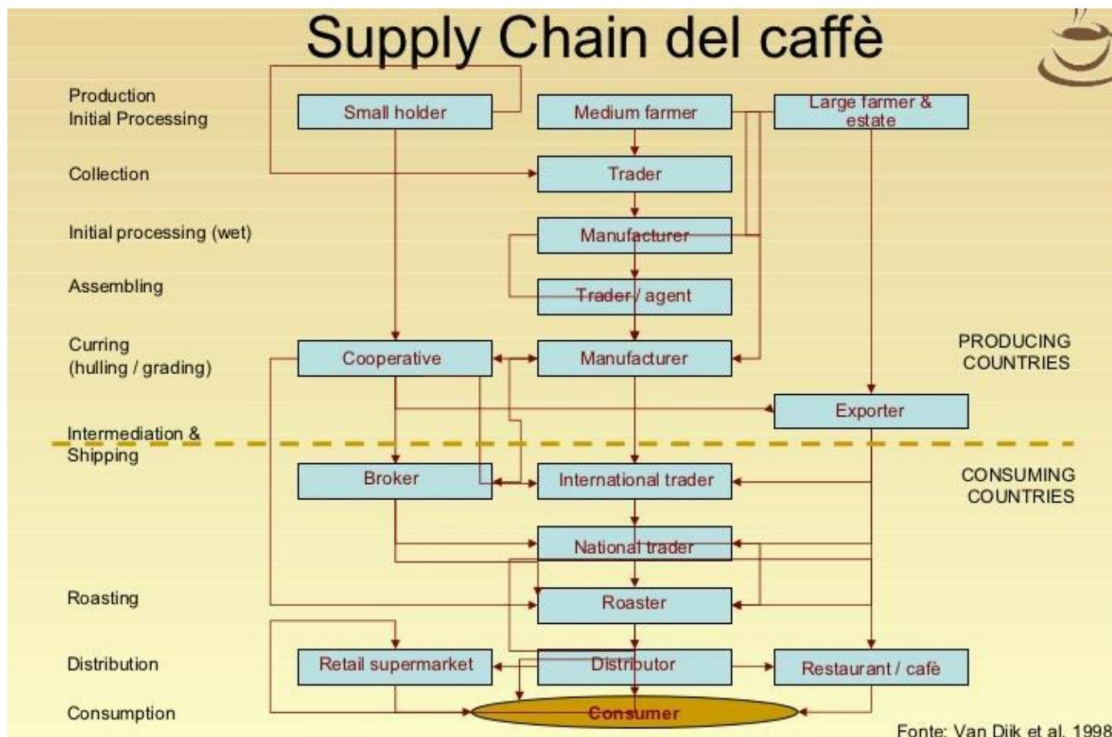 Supply Chain del caffè
Production
Initial Processing
Small holder
Medium farmer
Large farmer &
estate
Collection
Trader
Initial processing (wet)
Manufacturer
Assembling
Trader / agent
Curring
(hulling / grading)
Cooperative
Manufacturer
PRODUCING
COUNTRIES
Exporter
Intermediation &
Shipping
Broker
International trader
CONSUMING
COUNTRIES
National trader
Roasting
Roaster
Distribution
Retail supermarket
Distributor
Restaurant / cafè
Consumption
Consumer
Fonte: Van Dijk et al. 1998